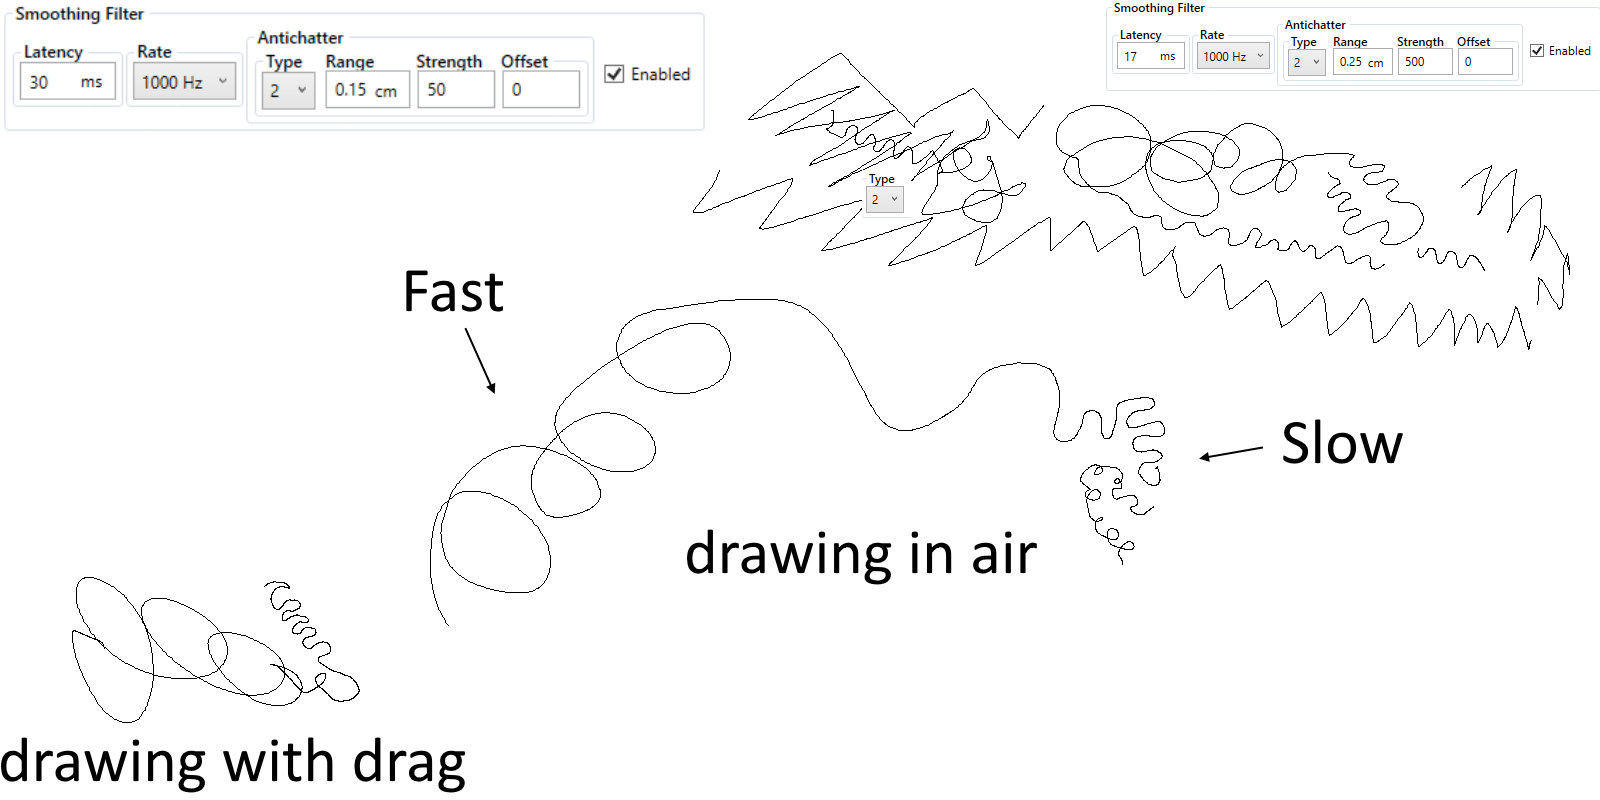 Smoothing Filter
Latency Rate
30 ms 1000 Hz
Antichatter
Type Range Strength Offset
2 0.15 cm 50 0
Enabled
Smoothing Filter
Latency Rate
17 ms 1000 Hz
Antichatter
Type Range Strength Offset
2 0.25 cm 500 0
Enabled
Type
2
Fast
Slow
drawing in air
drawing with drag